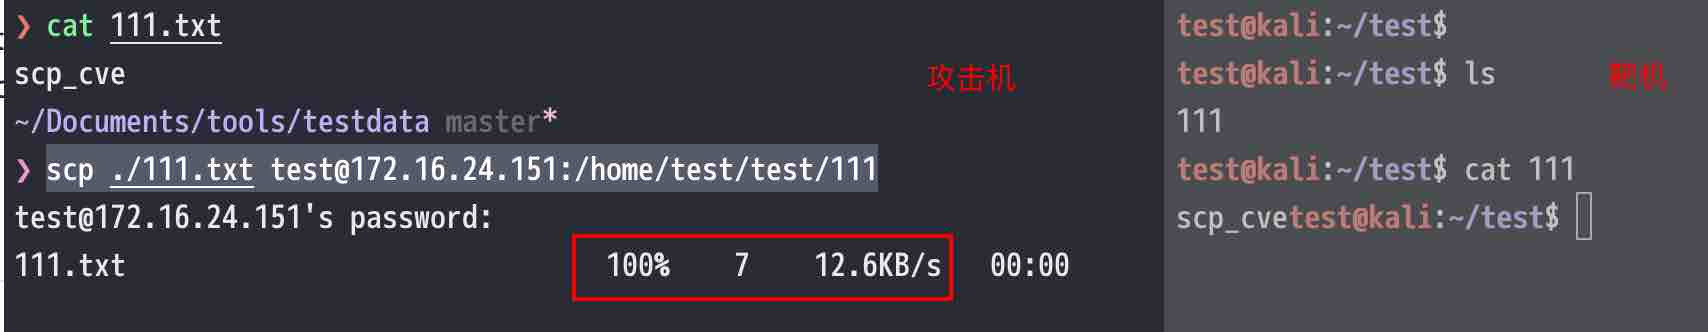 ❯ cat 111.txt
scp_cve
攻击机
~/Documents/tools/testdata master*
❯ scp ./111.txt test@172.16.24.151:/home/test/test/111
test@172.16.24.151's password:
111.txt 100% 7 12.6KB/s 00:00
test@kali:~/test$
test@kali:~/test$ ls
靶机
111
test@kali:~/test$ cat 111
scp_cvetest@kali:~/test$